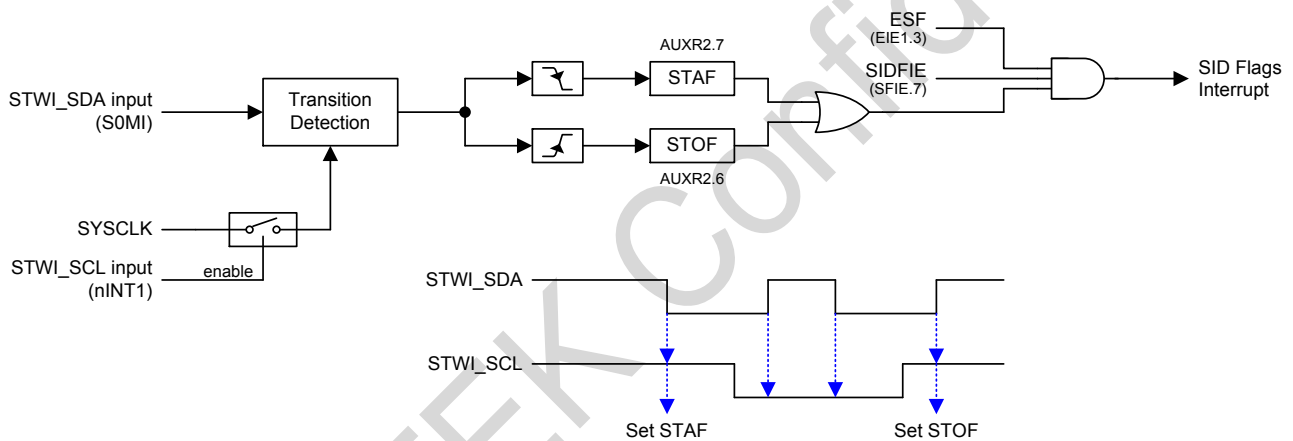 ESF
(EIE1.3)
AUXR2.7
STAF
SIDFIE
(SFIE.7)
SID Flags
Interrupt
STWI_SDA input
(S0MI)
Transition
Detection
STOF
AUXR2.6
SYSCLK
STWI_SCL input
(nINT1)
enable
STWI_SDA
STWI_SCL
Set STAF
Set STOF